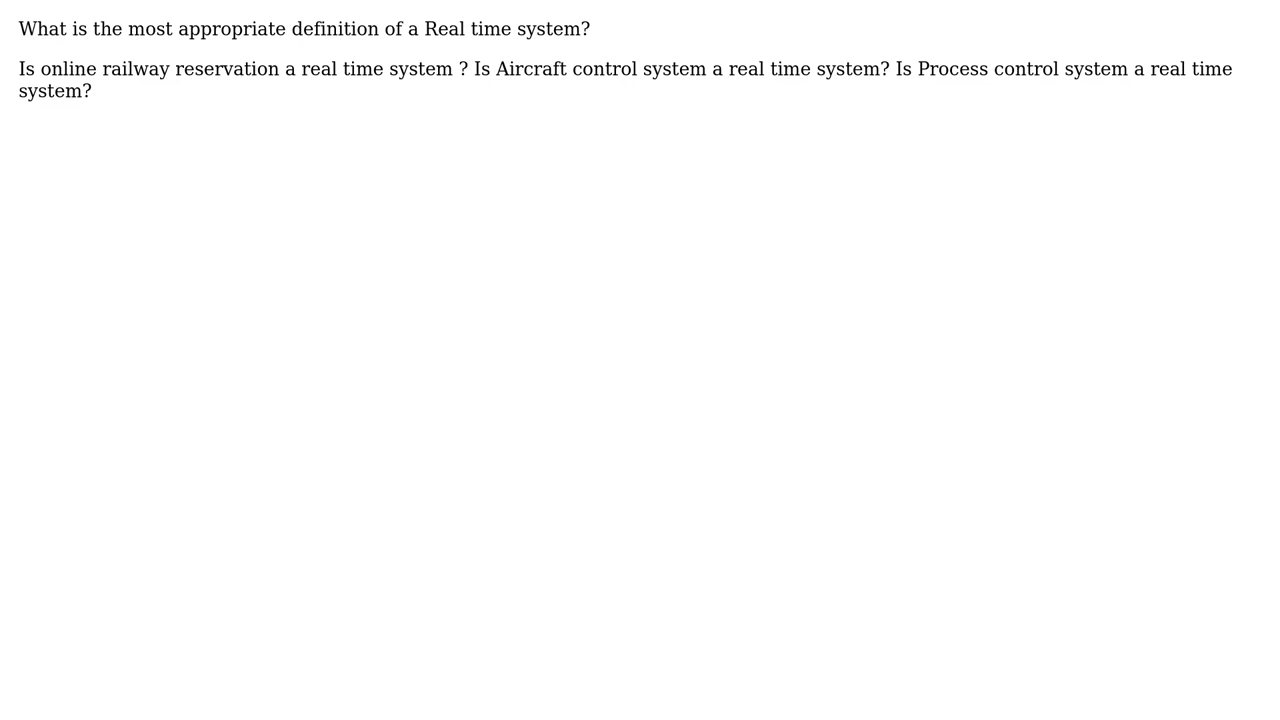 What is the most appropriate definition of a Real time system?
Is online railway reservation a real time system ? Is Aircraft control system a real time system? Is Process control system a real time
system?